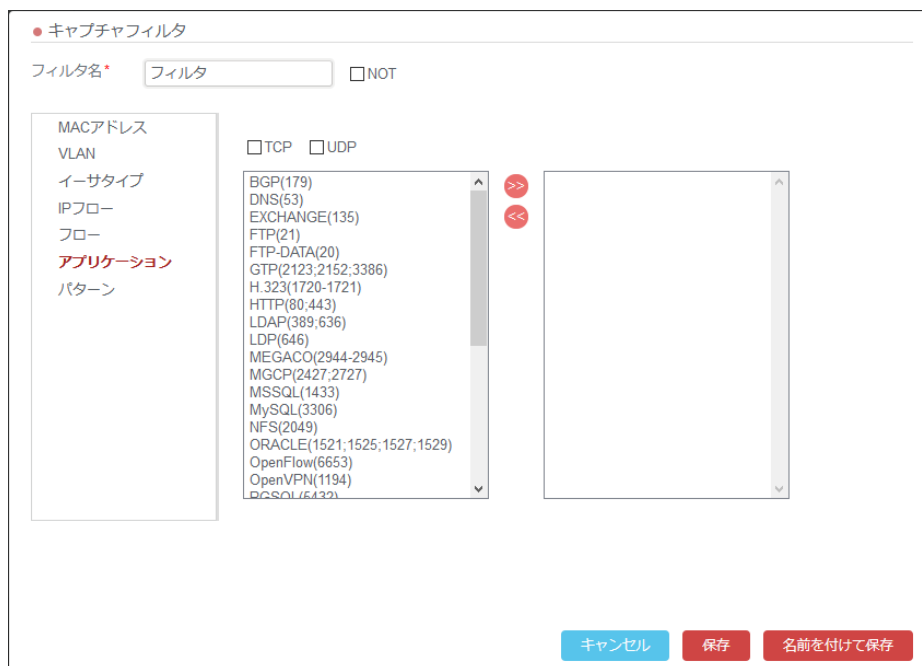 キャプチャフィルタ
フィルタ名* フィルタ NOT
MACアドレス
VLAN
イーサタイプ
IPフロー
フロー
アプリケーション
パターン
TCP UDP
BGP(179)
DNS(53)
EXCHANGE(135)
FTP(21)
FTP-DATA(20)
GTP(2123;2152;3386)
H.323(1720-1721)
HTTP(80;443)
LDAP(389;636)
LDP(646)
MEGACO(2944-2945)
MGCP(2427;2727)
MSSQL(1433)
MySQL(3306)
NFS(2049)
ORACLE(1521;1525;1527;1529)
OpenFlow(6653)
OpenVPN(1194)
PGSQL(5432)
>>
<<
キャンセル 保存 名前を付けて保存